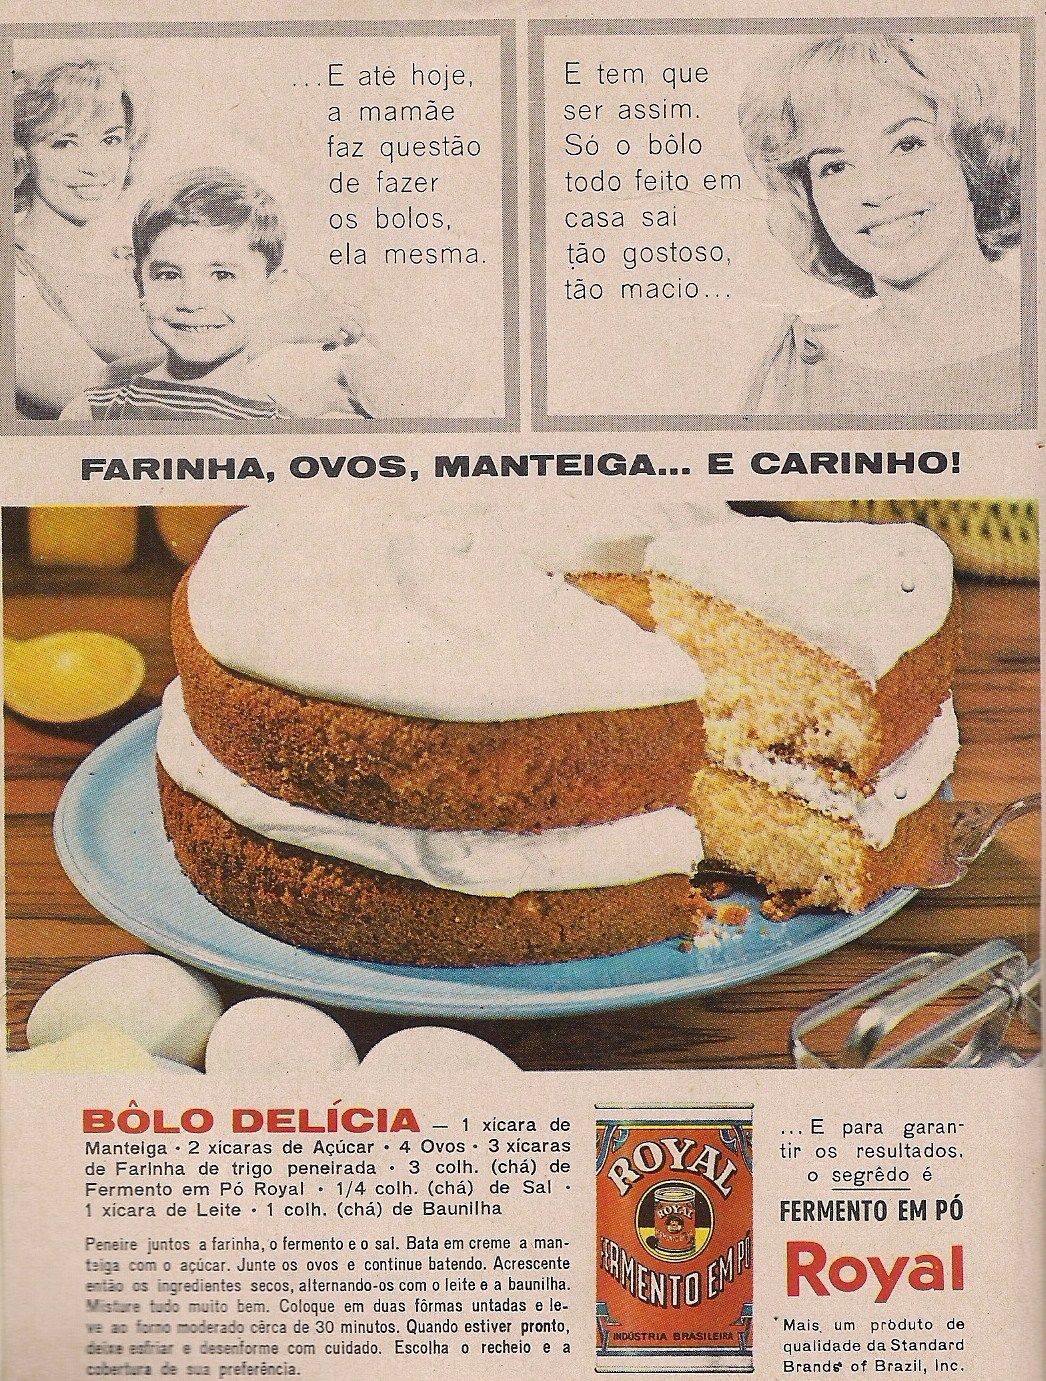 ...E até hoje,
a mamãe
faz questão
de fazer
os bolos,
ela mesma.
E tem que
ser assim.
Só o bôlo
todo feito em
casa sai
tão gostoso,
tão macio...
FARINHA, OVOS, MANTEIGA... E CARINHO!
BÔLO DELÍCIA — 1 xícara de
Manteiga · 2 xícaras de Açúcar · 4 Ovos · 3 xícaras
de Farinha de trigo peneirada · 3 colh. (chá) de
Fermento em Pó Royal · 1/4 colh. (chá) de Sal ·
1 xícara de Leite · 1 colh. (chá) de Baunilha
Peneire juntos a farinha, o fermento e o sal. Bata em creme a man-
teiga com o açúcar. Junte os ovos e continue batendo. Acrescente
então os ingredientes secos, alternando-os com o leite e a baunilha.
Misture tudo muito bem. Coloque em duas fôrmas untadas e le-
ve ao forno moderado cêrca de 30 minutos. Quando estiver pronto,
deixe esfriar e desenforme com cuidado. Escolha o recheio e a
cobertura de sua preferência.
ROYAL
ROYAL
FERMENTO EM PÓ
INDÚSTRIA BRASILEIRA
...E para garan-
tir os resultados,
o segrêdo é
FERMENTO EM PÓ
Royal
Mais um produto de
qualidade da Standard
Brands of Brazil, Inc.